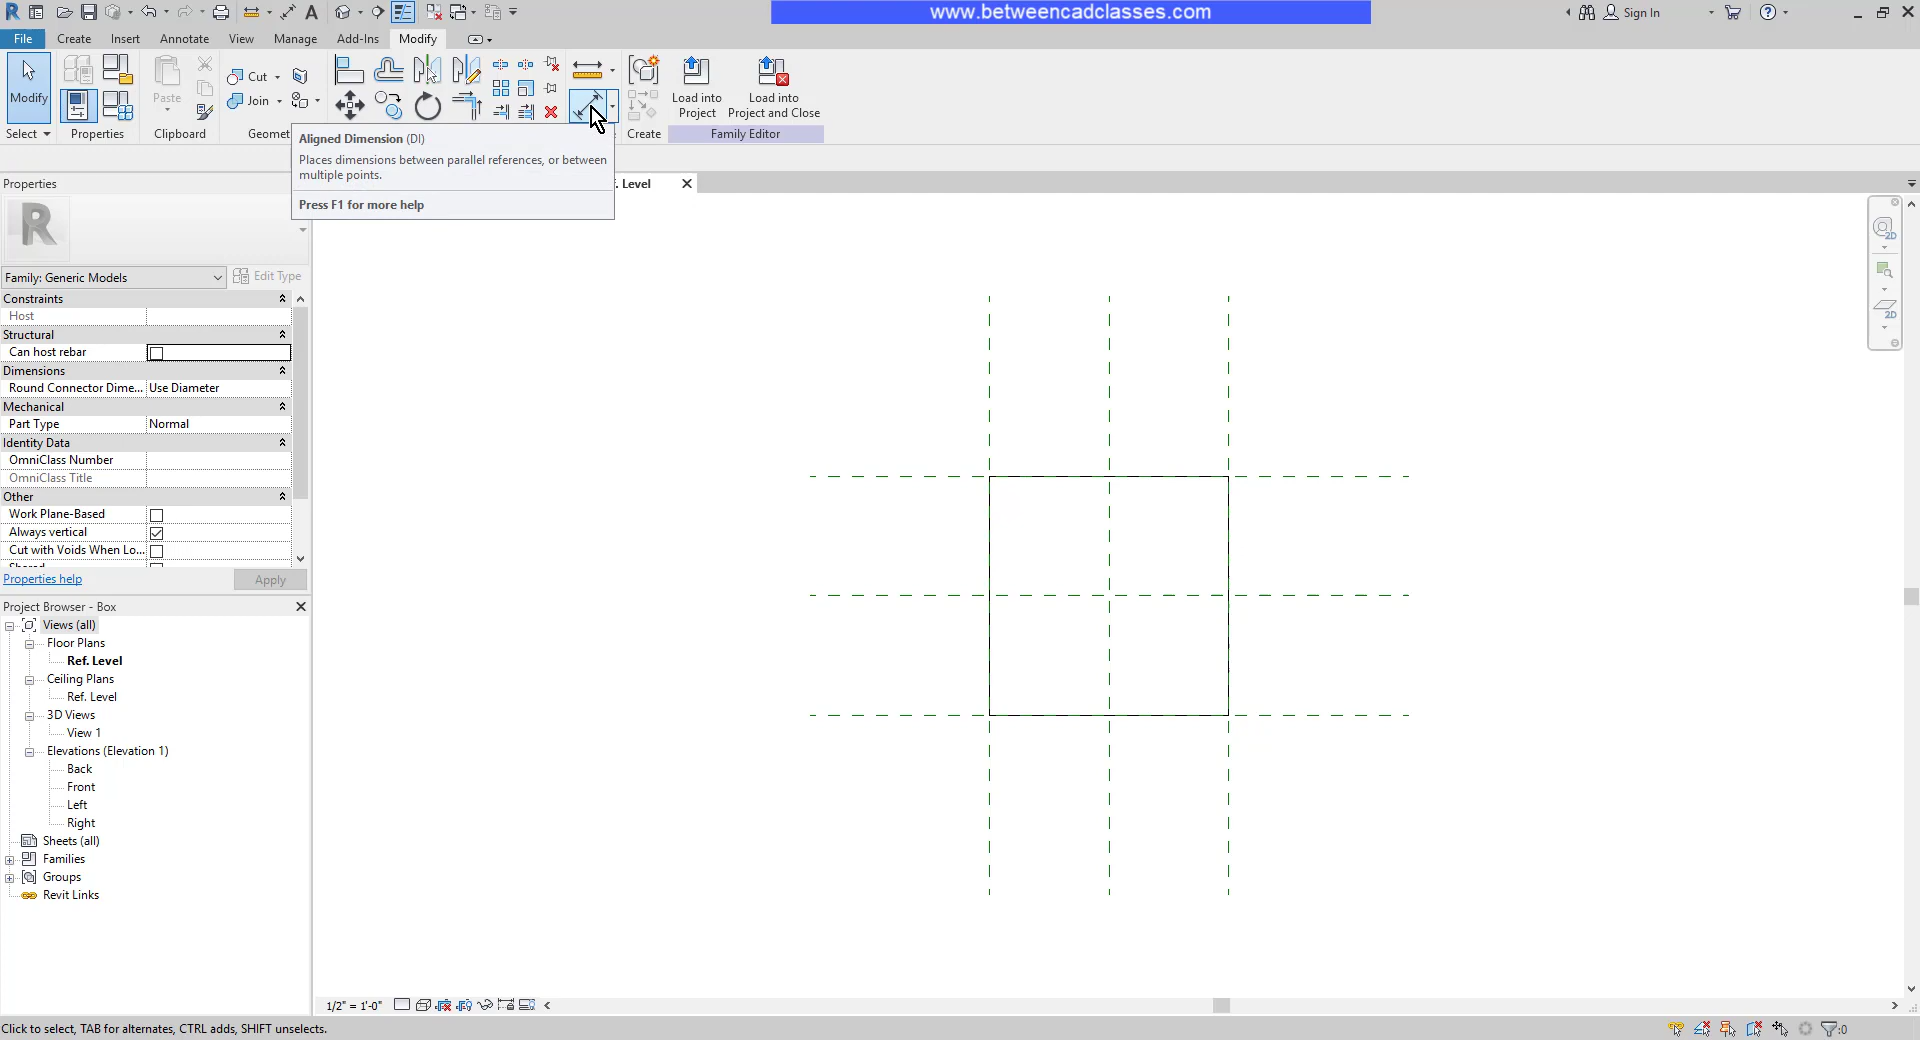 www.betweencadclasses.com
Sign In
File
Create
Insert
Annotate
View
Manage
Add-Ins
Modify
Modify
Paste
Cut
Join
Load into
Project
Load into
Project and Close
Select
Properties
Clipboard
Geomet
Create
Family Editor
Aligned Dimension (DI)
Places dimensions between parallel references, or between
multiple points.
Press F1 for more help
Level
Properties
Family: Generic Models
Edit Type
Constraints
Host
Structural
Can host rebar
Dimensions
Round Connector Dime... Use Diameter
Mechanical
Part Type Normal
Identity Data
OmniClass Number
OmniClass Title
Other
Work Plane-Based
Always vertical
Cut with Voids When Lo...
Shared
Properties help
Apply
Project Browser - Box
Views (all)
Floor Plans
Ref. Level
Ceiling Plans
Ref. Level
3D Views
View 1
Elevations (Elevation 1)
Back
Front
Left
Right
Sheets (all)
Families
Groups
Revit Links
2D
2D
1/2" = 1'-0"
Click to select, TAB for alternates, CTRL adds, SHIFT unselects.
:0